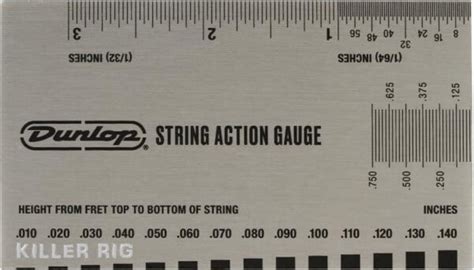 8 16 24 40 48 56
32
3 2 1
(1/32) INCHES (1/64) INCHES
.625 .375 .125
DUNLOP® STRING ACTION GAUGE
.750 .500 .250
HEIGHT FROM FRET TOP TO BOTTOM OF STRING INCHES
.010 .020 .030 .040 .050 .060 .070 .080 .090 .100 .110 .120 .130 .140
KILLER RIG